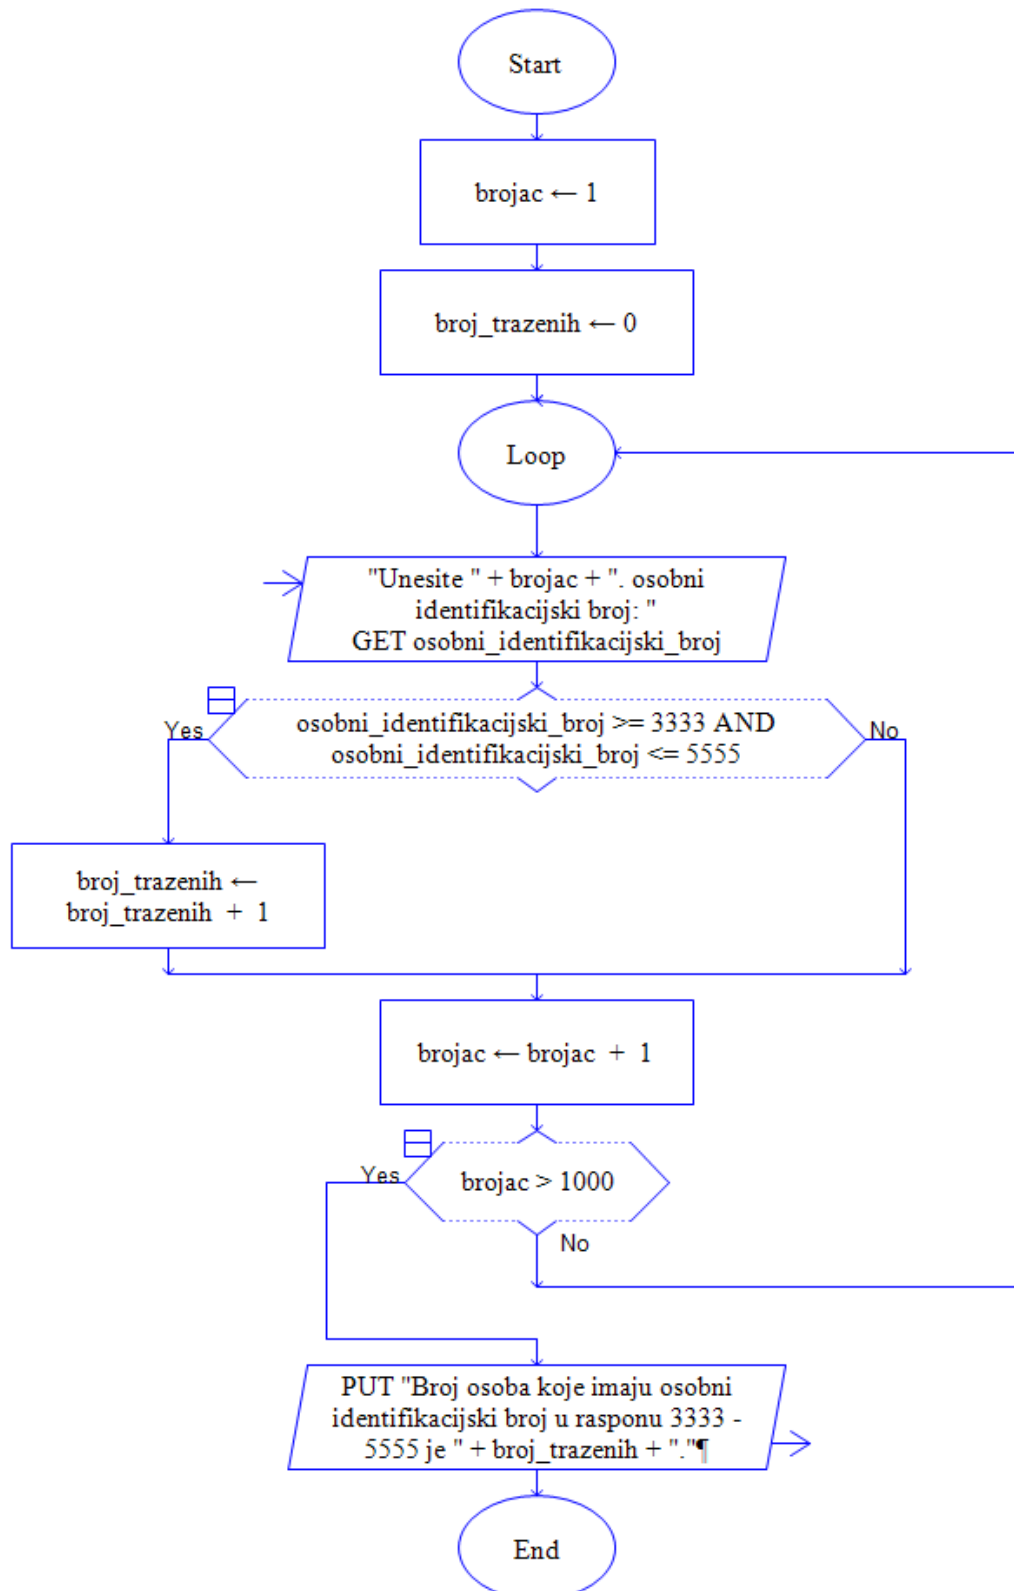 Start
brojac ← 1
broj_trazenih ← 0
Loop
"Unesite " + brojac + ". osobni
identifikacijski broj: "
GET osobni_identifikacijski_broj
Yes
osobni_identifikacijski_broj >= 3333 AND
osobni_identifikacijski_broj <= 5555
No
broj_trazenih ←
broj_trazenih + 1
brojac ← brojac + 1
Yes
brojac > 1000
No
PUT "Broj osoba koje imaju osobni
identifikacijski broj u rasponu 3333 -
5555 je " + broj_trazenih + "."¶
End